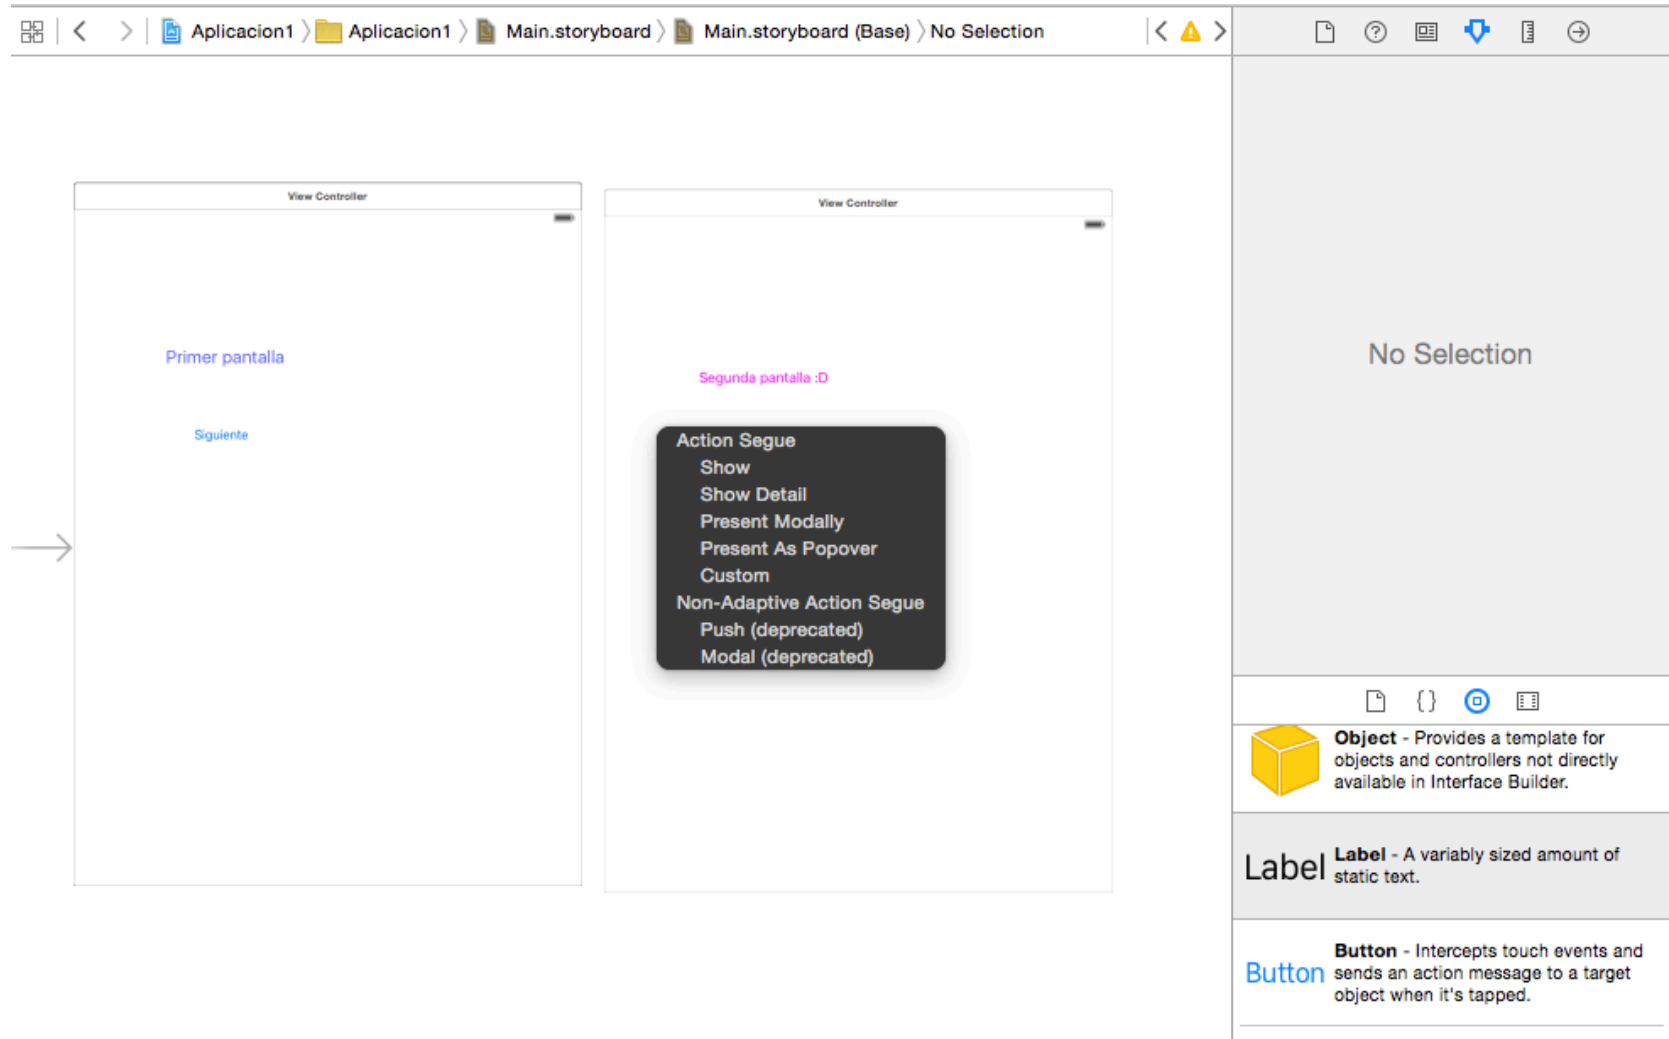 Aplicacion1 Aplicacion1 Main.storyboard Main.storyboard (Base) No Selection
View Controller
View Controller
Primer pantalla
Siguiente
Segunda pantalla :D
Action Segue
Show
Show Detail
Present Modally
Present As Popover
Custom
Non-Adaptive Action Segue
Push (deprecated)
Modal (deprecated)
No Selection
Object - Provides a template for
objects and controllers not directly
available in Interface Builder.
Label
Label - A variably sized amount of
static text.
Button
Button - Intercepts touch events and
sends an action message to a target
object when it's tapped.